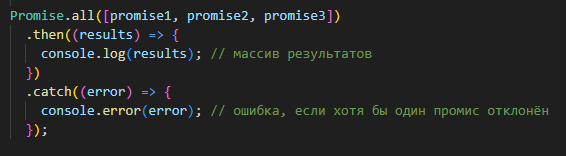 Promise.all([promise1, promise2, promise3])
  .then((results) => {
    console.log(results); // массив результатов
  })
  .catch((error) => {
    console.error(error); // ошибка, если хотя бы один промис отклонён
  });